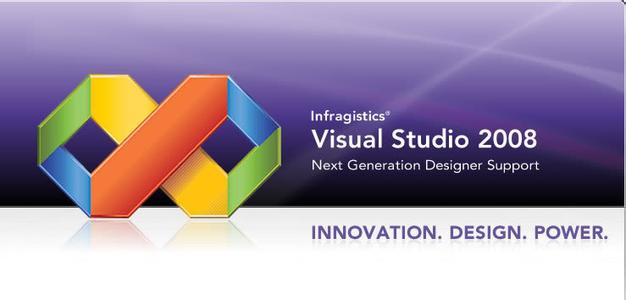 Infragistics®
Visual Studio 2008
Next Generation Designer Support
INNOVATION. DESIGN. POWER.